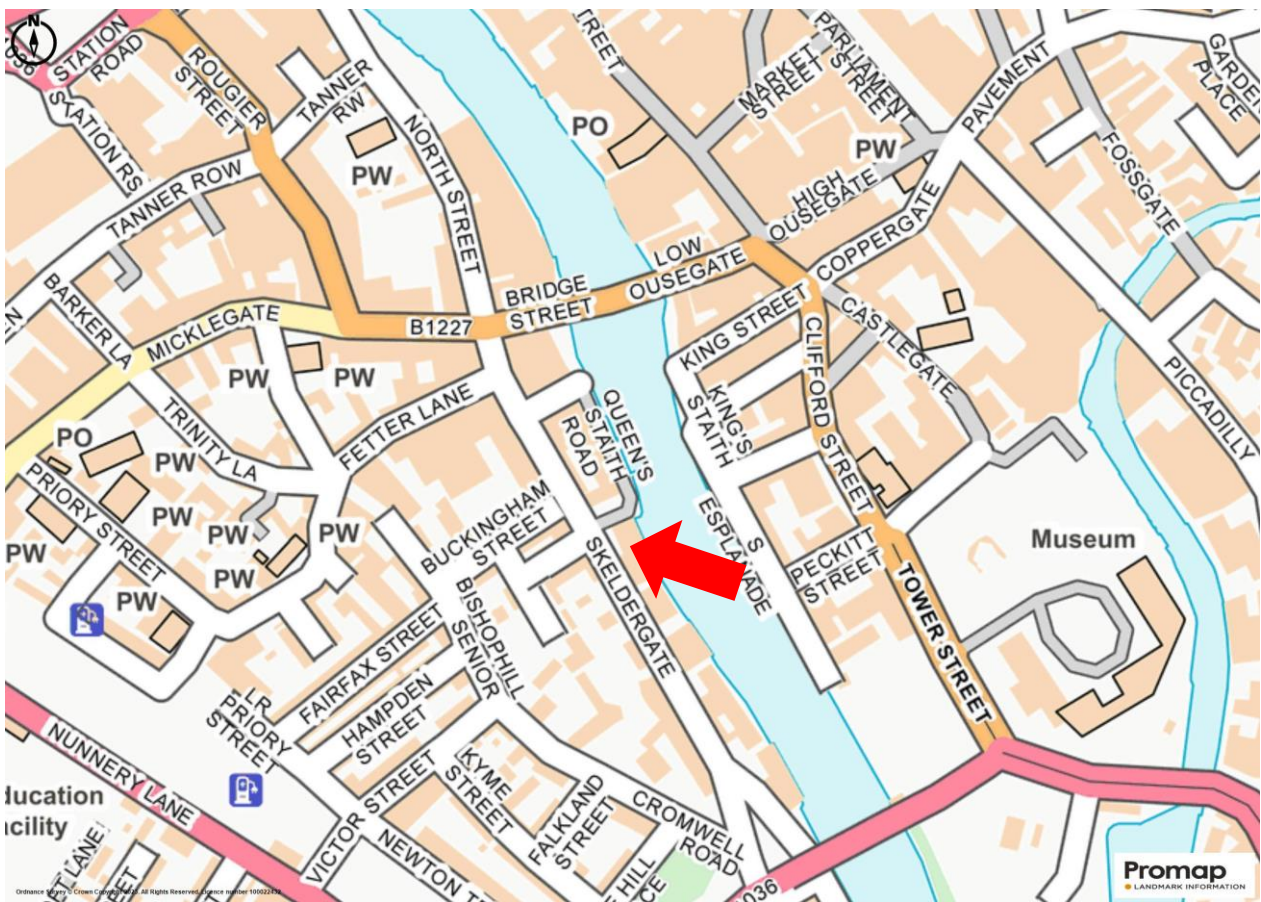 N
STATION
ROAD
036
STATION RS
ROUGIER
STREET
TANNER
RW
TANNER ROW
PW
NORTH STREET
STREET
PO
MARKET
STREET
PARLIAMENT
STREET
PW
PAVEMENT
GARDEN
PLACE
FOSSGATE
HIGH
OUSEGATE
COPPERGATE
LOW
OUSEGATE
BRIDGE
STREET
B1227
MICKLEGATE
BARKER LA
EN
KING STREET
CLIFFORD STREET
CASTLEGATE
PICCADILLY
PW
PW
FETTER LANE
TRINITY LA
PO
PW
PRIORY STREET
PW
PW
PW
PW
PW
PW
QUEEN'S
STAITH
ROAD
KING'S
STAITH
S
ESPLANADE
BUCKINGHAM
STREET
SKELDERGATE
PECKITT
STREET
TOWER STREET
Museum
BISHOPHILL
SENIOR
FAIRFAX STREET
HAMPDEN
STREET
LR
PRIORY
STREET
NUNNERY LANE
ducation
acility
VICTOR STREET
KYME
STREET
FALKLAND
STREET
CROMWELL
ROAD
NEWTON
HILL
036
Promap
LANDMARK INFORMATION